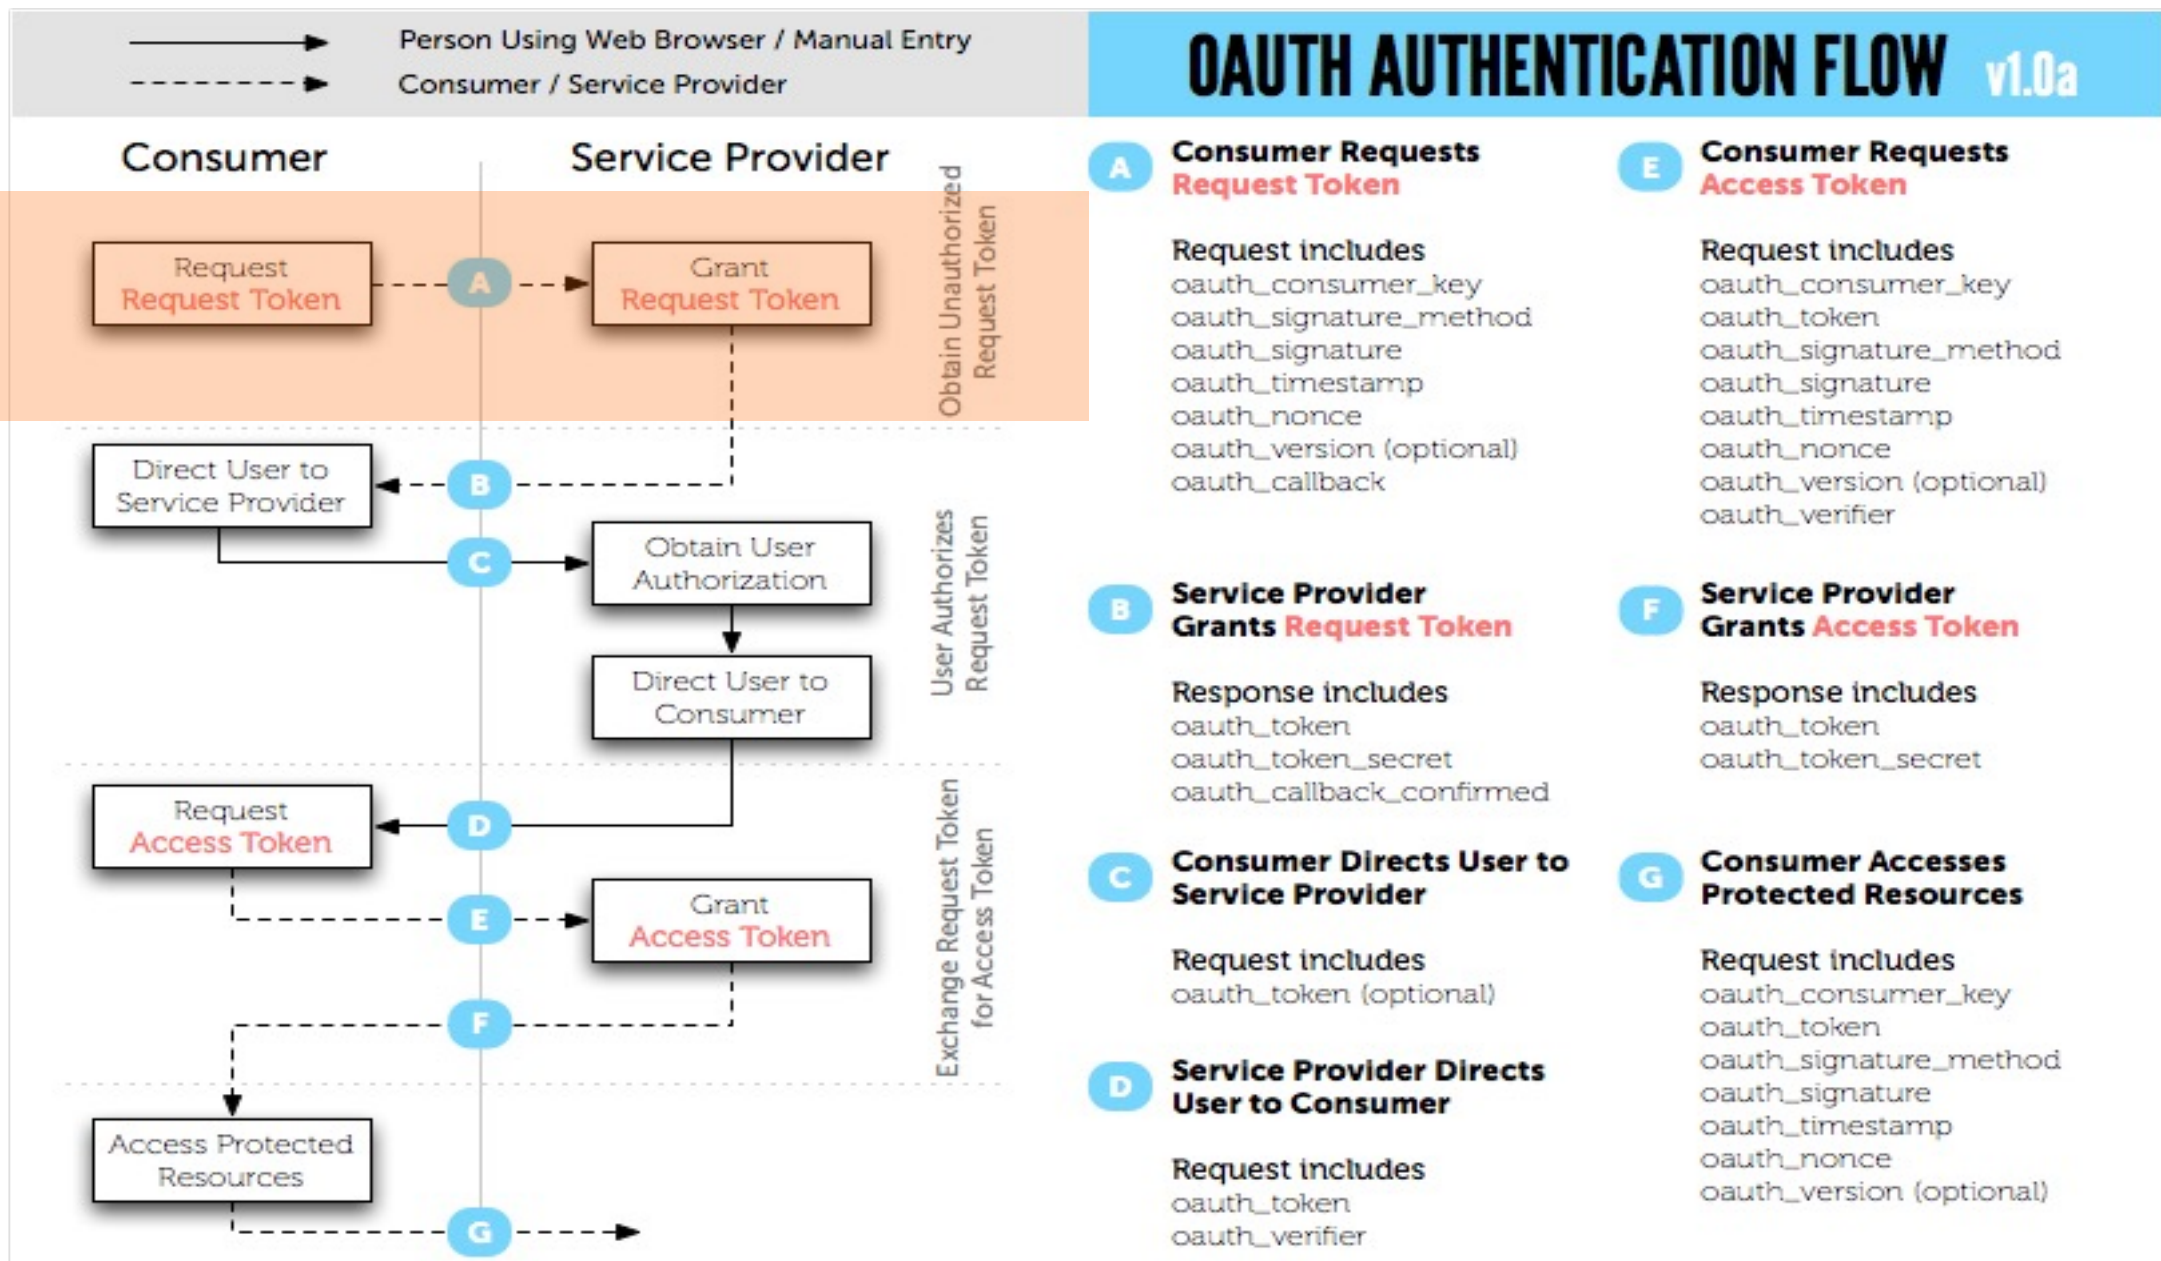 Person Using Web Browser / Manual Entry
Consumer / Service Provider
OAUTH AUTHENTICATION FLOW v1.0a
Consumer
Service Provider
Request
Request Token
A
Grant
Request Token
Obtain Unauthorized
Request Token
Direct User to
Service Provider
B
C
Obtain User
Authorization
Direct User to
Consumer
User Authorizes
Request Token
Request
Access Token
D
E
Grant
Access Token
F
Exchange Request Token
for Access Token
Access Protected
Resources
G
A
Consumer Requests
Request Token
Request includes
oauth_consumer_key
oauth_signature_method
oauth_signature
oauth_timestamp
oauth_nonce
oauth_version (optional)
oauth_callback
B
Service Provider
Grants Request Token
Response includes
oauth_token
oauth_token_secret
oauth_callback_confirmed
C
Consumer Directs User to
Service Provider
Request includes
oauth_token (optional)
D
Service Provider Directs
User to Consumer
Request includes
oauth_token
oauth_verifier
E
Consumer Requests
Access Token
Request includes
oauth_consumer_key
oauth_token
oauth_signature_method
oauth_signature
oauth_timestamp
oauth_nonce
oauth_version (optional)
oauth_verifier
F
Service Provider
Grants Access Token
Response includes
oauth_token
oauth_token_secret
G
Consumer Accesses
Protected Resources
Request includes
oauth_consumer_key
oauth_token
oauth_signature_method
oauth_signature
oauth_timestamp
oauth_nonce
oauth_version (optional)